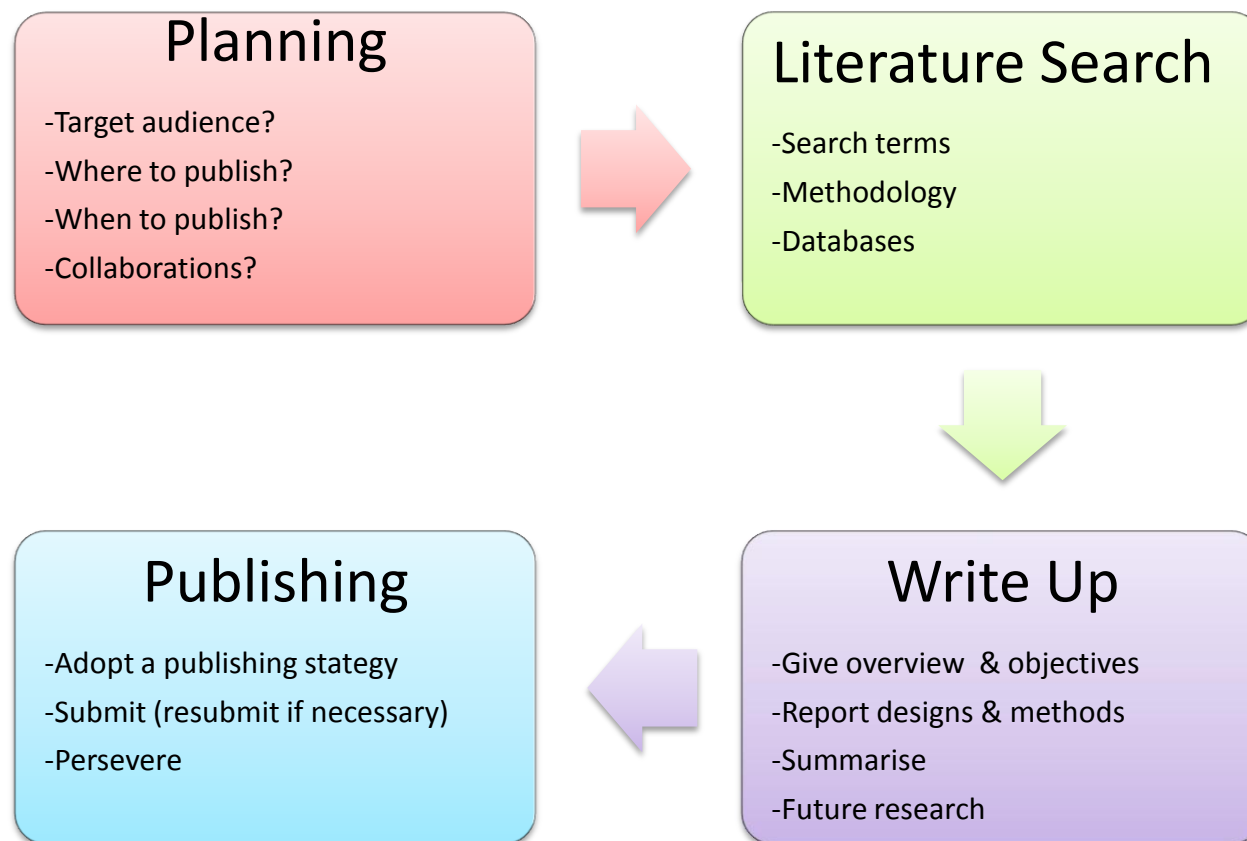 Planning
-Target audience?
-Where to publish?
-When to publish?
-Collaborations?
Literature Search
-Search terms
-Methodology
-Databases
Write Up
-Give overview & objectives
-Report designs & methods
-Summarise
-Future research
Publishing
-Adopt a publishing stategy
-Submit (resubmit if necessary)
-Persevere